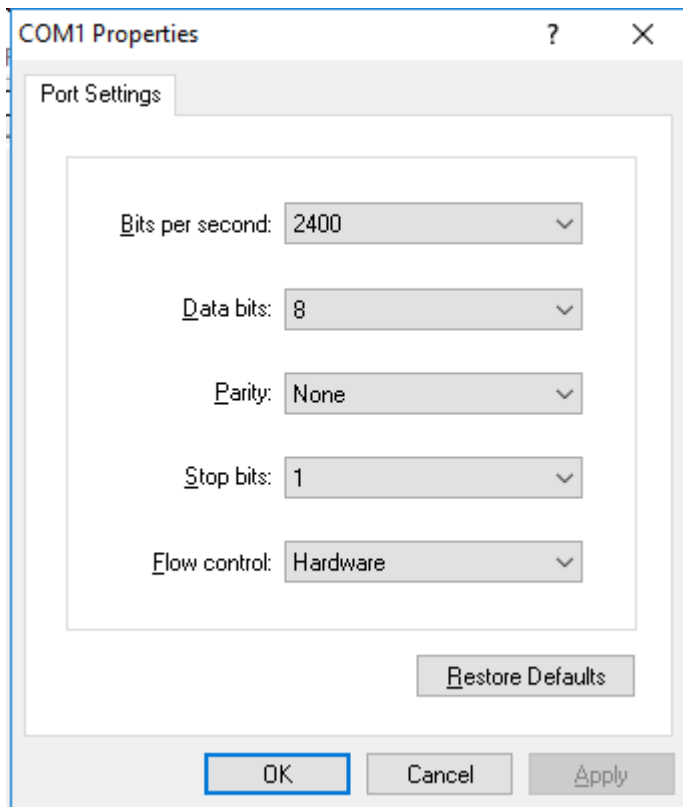 COM1 Properties ?
Port Settings
Bits per second: 2400
Data bits: 8
Parity: None
Stop bits: 1
Flow control: Hardware
Restore Defaults
OK Cancel Apply